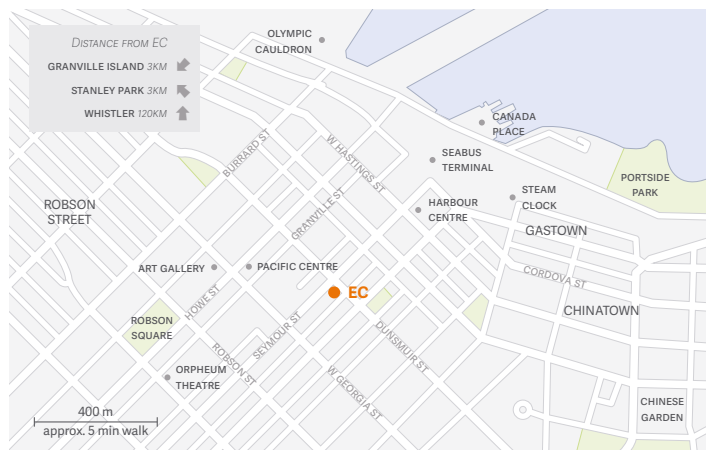 OLYMPIC
CAULDRON
DISTANCE FROM EC
GRANVILLE ISLAND 3KM
STANLEY PARK 3KM
WHISTLER 120KM
CANADA
PLACE
BURRARD ST
W HASTINGS ST
SEABUS
TERMINAL
PORTSIDE
PARK
STEAM
CLOCK
ROBSON
STREET
GRANVILLE ST
HARBOUR
CENTRE
GASTOWN
ART GALLERY
PACIFIC CENTRE
CORDOVA ST
EC
HOWE ST
CHINATOWN
ROBSON
SQUARE
SEYMOUR ST
DUNSMUIR ST
ROBSON ST
ORPHEUM
THEATRE
W GEORGIA ST
CHINESE
GARDEN
400 m
approx. 5 min walk